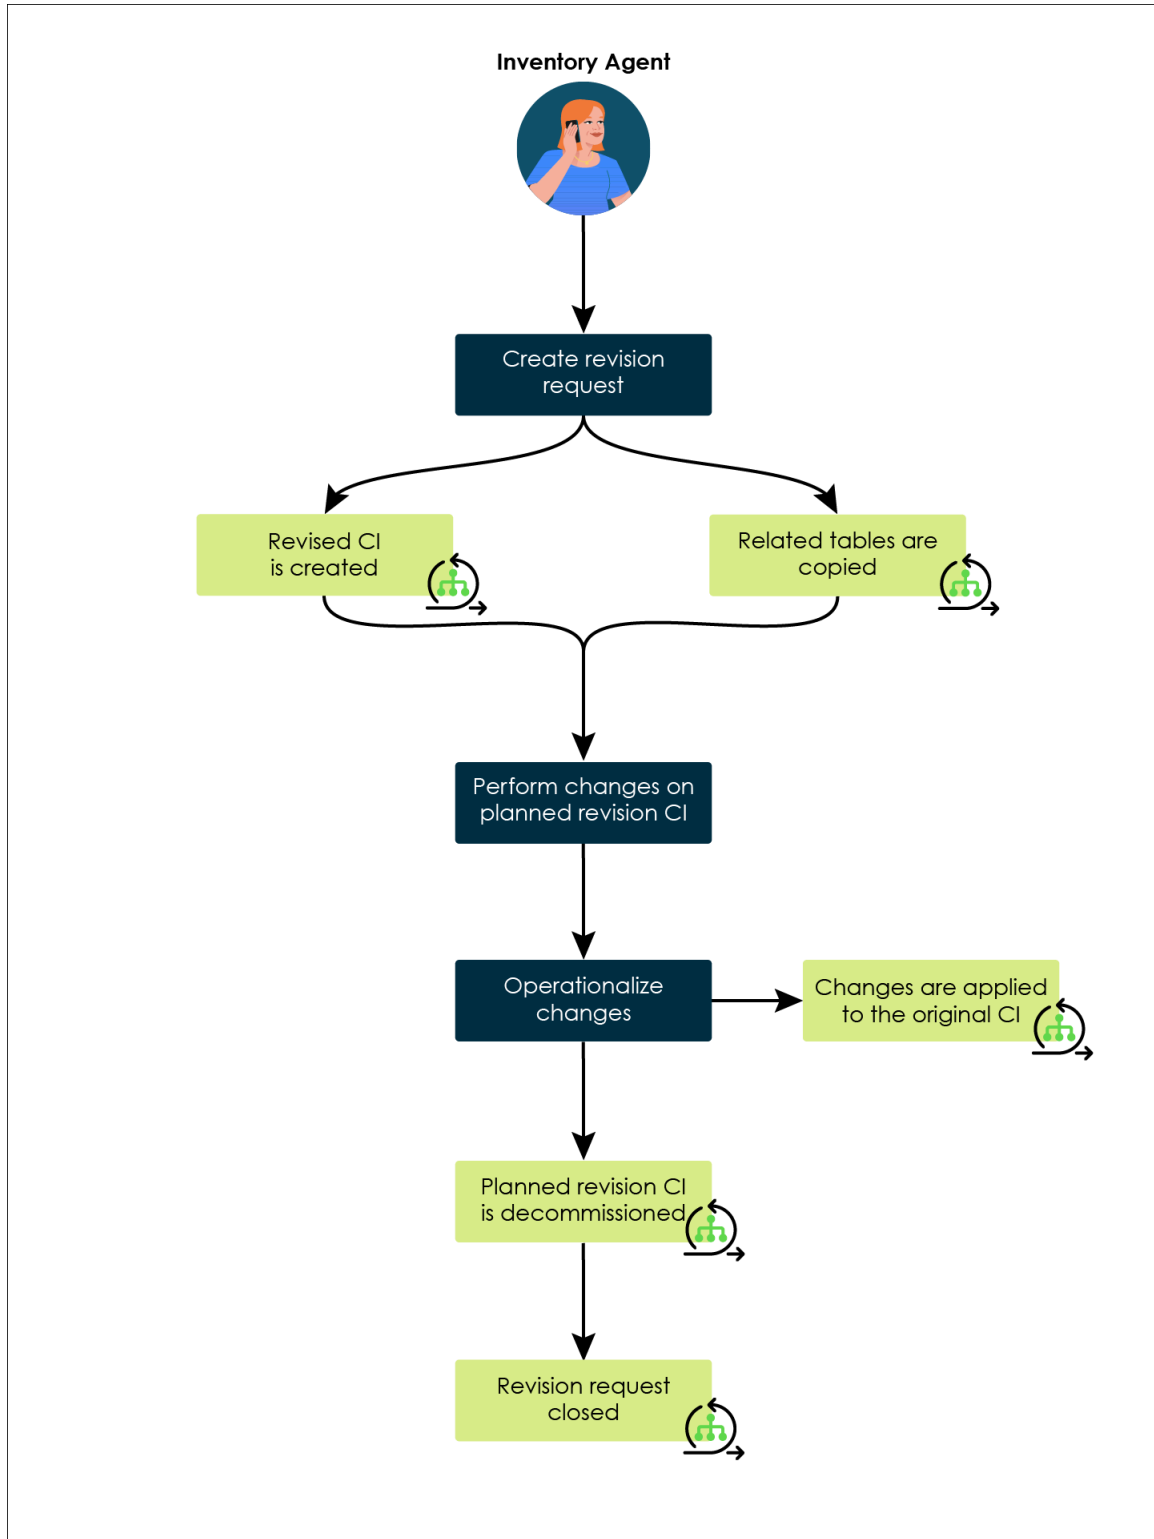 Inventory Agent
Create revision
request
Revised CI
is created
Related tables are
copied
Perform changes on
planned revision CI
Operationalize
changes
Changes are applied
to the original CI
Planned revision CI
is decommissioned
Revision request
closed